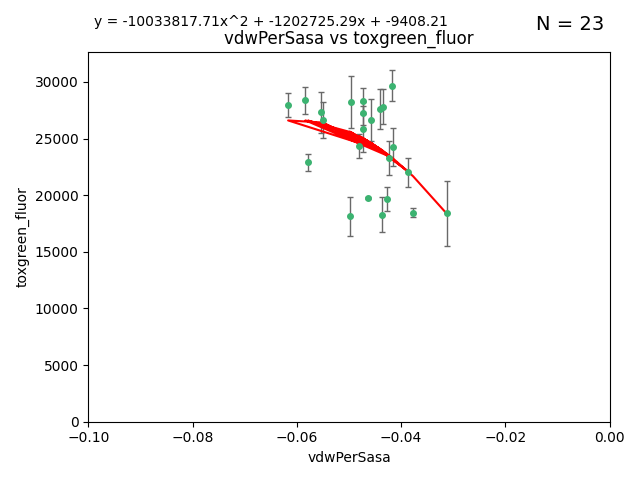 y = -10033817.71x^2 + -1202725.29x + -9408.21
N = 23
vdwPerSasa vs toxgreen_fluor
toxgreen_fluor
30000
25000
20000
15000
10000
5000
0
−0.10
−0.08
−0.06
−0.04
−0.02
0.00
vdwPerSasa